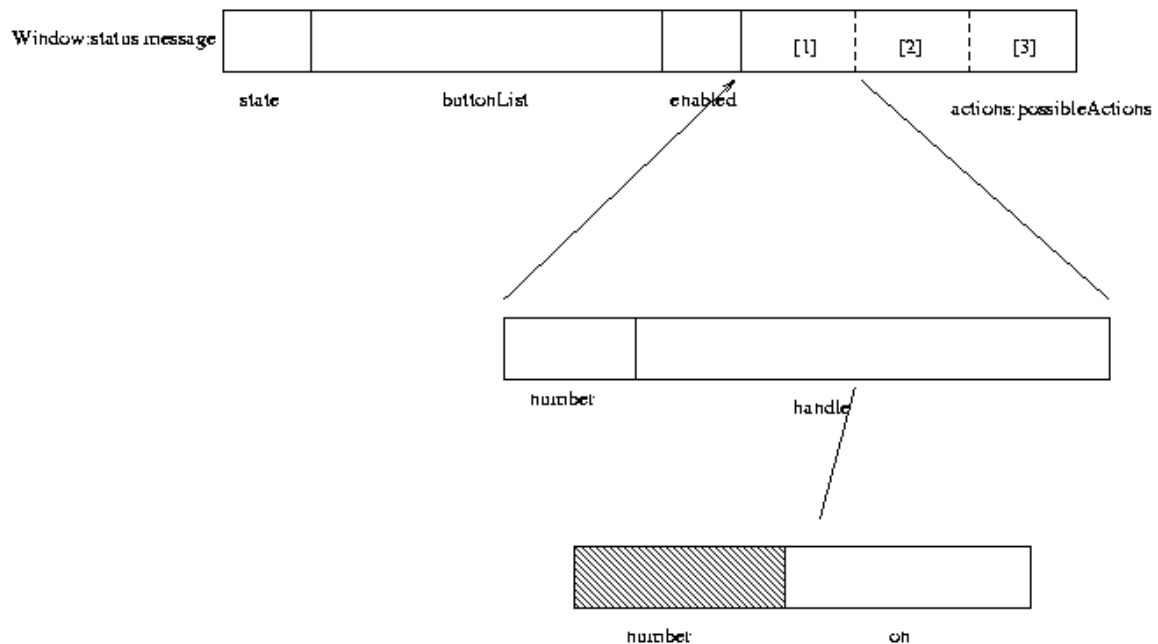 Window:status message
[1]
[2]
[3]
state
buttonList
enabled
actions:possibleActions
number
handle
number
on